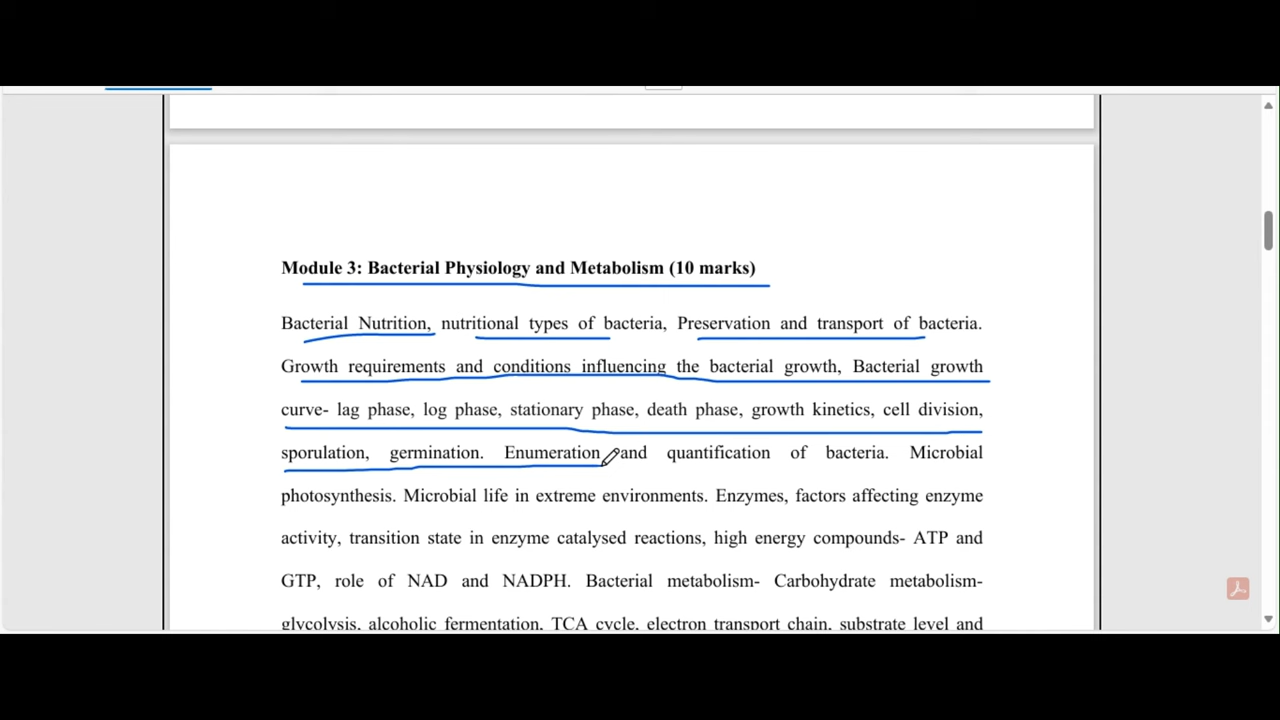 Module 3: Bacterial Physiology and Metabolism (10 marks)
Bacterial Nutrition, nutritional types of bacteria, Preservation and transport of bacteria.
Growth requirements and conditions influencing the bacterial growth, Bacterial growth
curve- lag phase, log phase, stationary phase, death phase, growth kinetics, cell division,
sporulation, germination. Enumeration and quantification of bacteria. Microbial
photosynthesis. Microbial life in extreme environments. Enzymes, factors affecting enzyme
activity, transition state in enzyme catalysed reactions, high energy compounds- ATP and
GTP, role of NAD and NADPH. Bacterial metabolism- Carbohydrate metabolism-
glycolysis, alcoholic fermentation, TCA cycle, electron transport chain, substrate level and